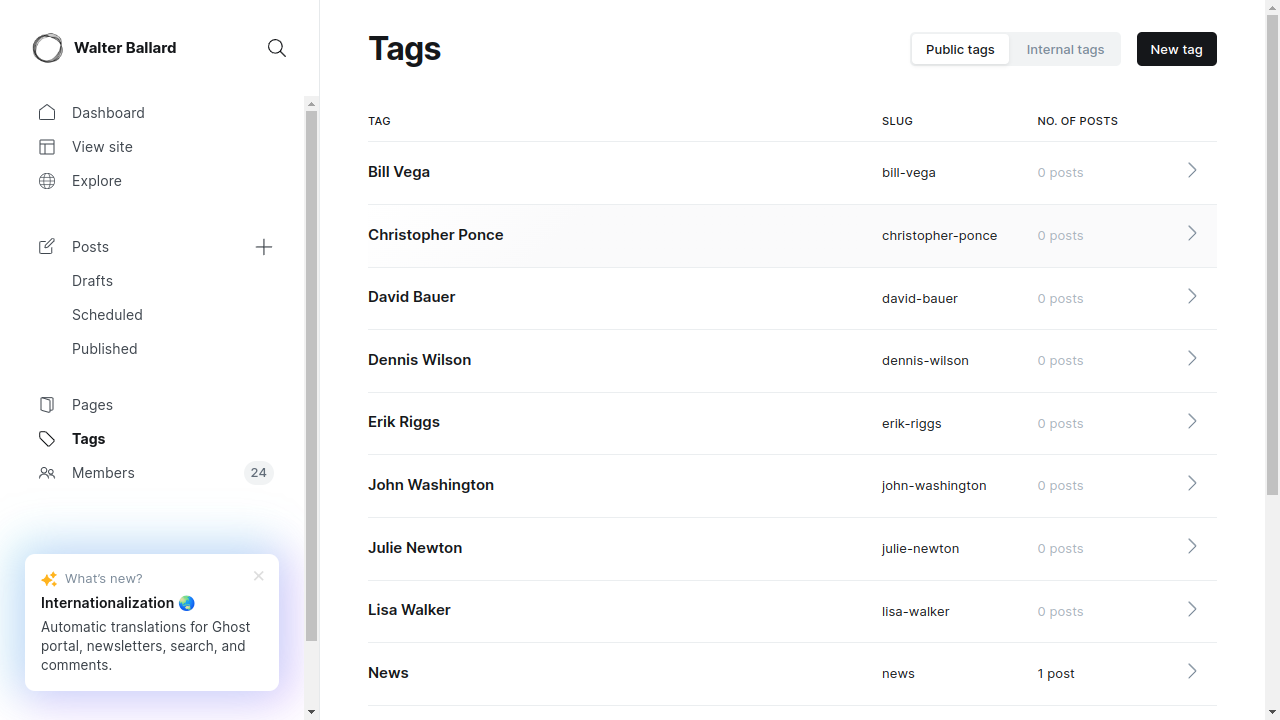 Walter Ballard
Dashboard
View site
Explore
Posts
Drafts
Scheduled
Published
Pages
Tags
Members 24
What's new?
Internationalization 🌏
Automatic translations for Ghost
portal, newsletters, search, and
comments.
Tags
Public tags Internal tags New tag
TAG SLUG NO. OF POSTS
Bill Vega bill-vega 0 posts
Christopher Ponce christopher-ponce 0 posts
David Bauer david-bauer 0 posts
Dennis Wilson dennis-wilson 0 posts
Erik Riggs erik-riggs 0 posts
John Washington john-washington 0 posts
Julie Newton julie-newton 0 posts
Lisa Walker lisa-walker 0 posts
News news 1 post